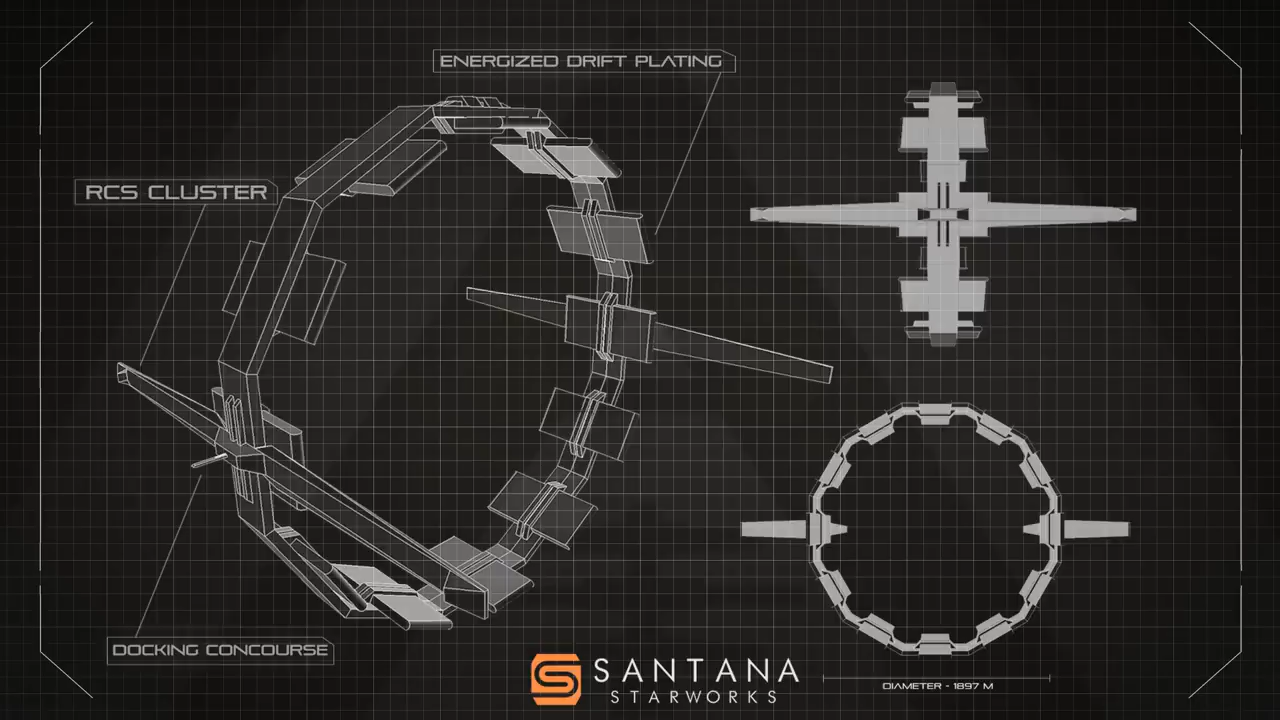 ENERGIZED DRIFT PLATING
RCS CLUSTER
DOCKING CONCOURSE
SANTANA
STARWORKS
DIAMETER - 1897 M